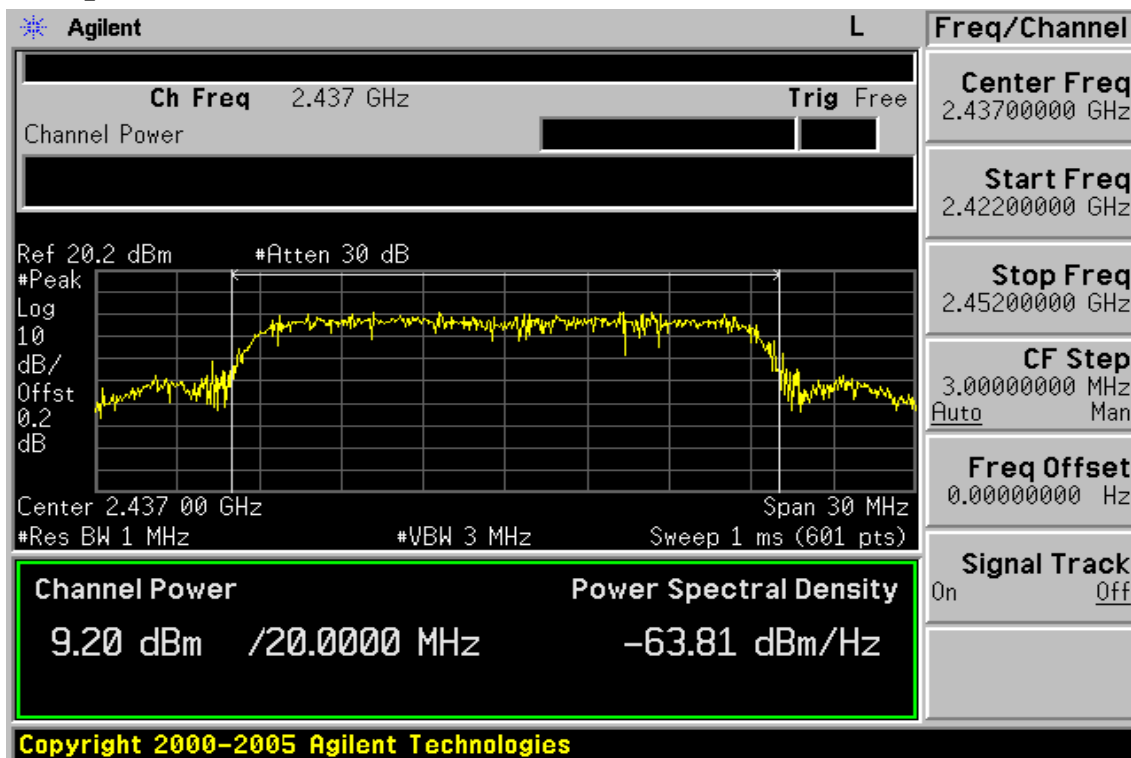 Agilent L
Ch Freq 2.437 GHz Trig Free
Channel Power
Ref 20.2 dBm #Atten 30 dB
#Peak
Log
10
dB/
Offst
0.2
dB
Center 2.437 00 GHz Span 30 MHz
#Res BW 1 MHz #VBW 3 MHz Sweep 1 ms (601 pts)
Channel Power Power Spectral Density
9.20 dBm /20.0000 MHz -63.81 dBm/Hz
Copyright 2000-2005 Agilent Technologies
Freq/Channel
Center Freq
2.43700000 GHz
Start Freq
2.42200000 GHz
Stop Freq
2.45200000 GHz
CF Step
3.00000000 MHz
Auto Man
Freq Offset
0.00000000 Hz
Signal Track
On Off